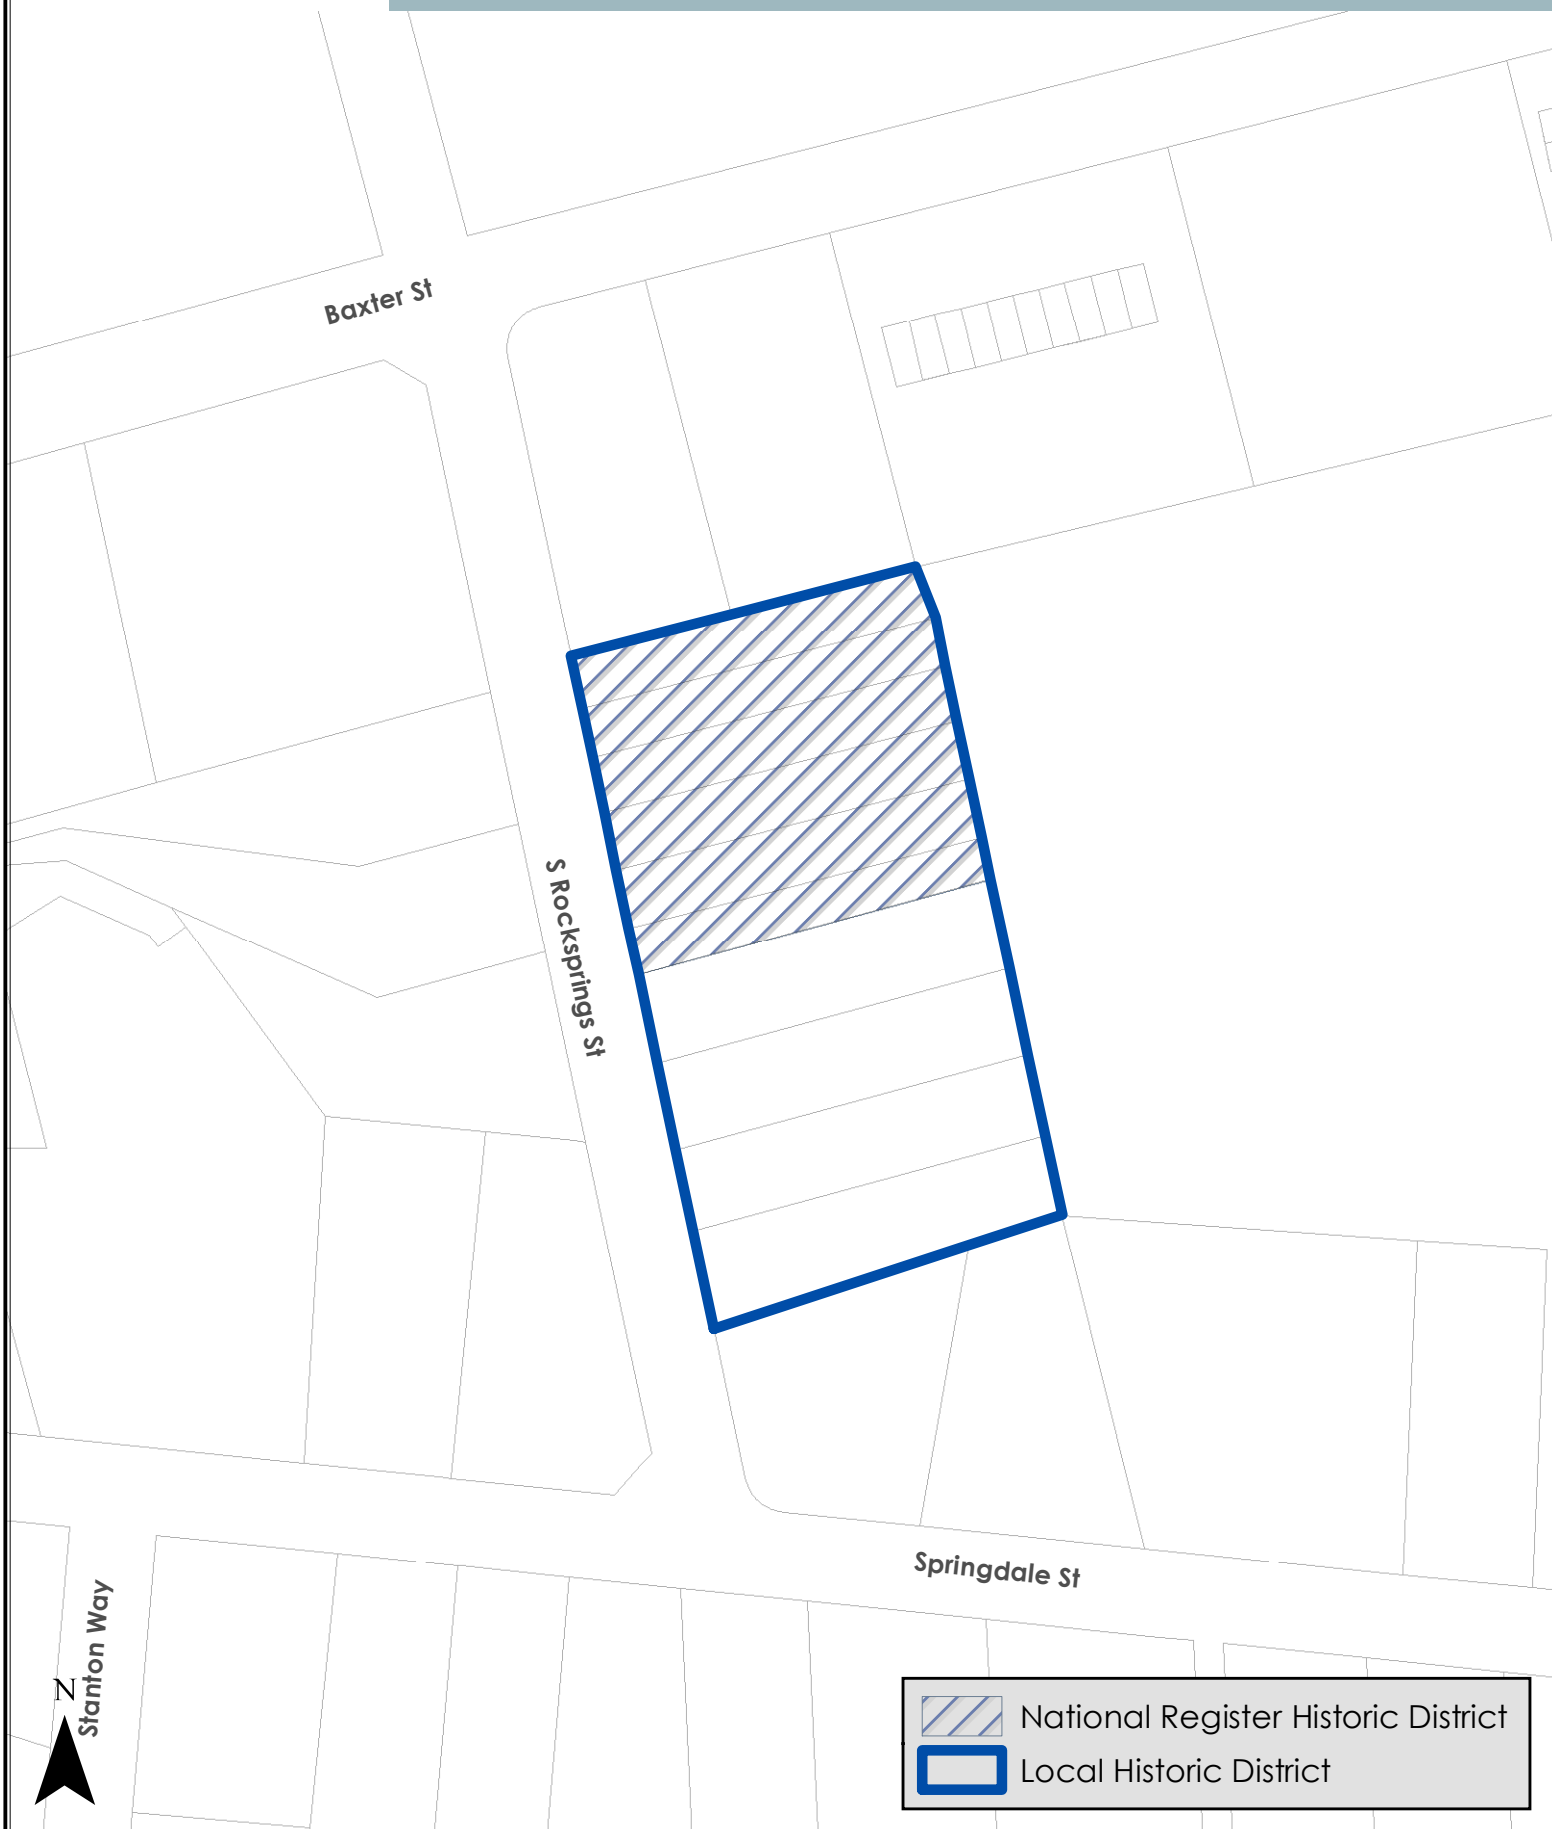 Baxter St
S Rocksprings St
Springdale St
Stanton Way
N
National Register Historic District
Local Historic District